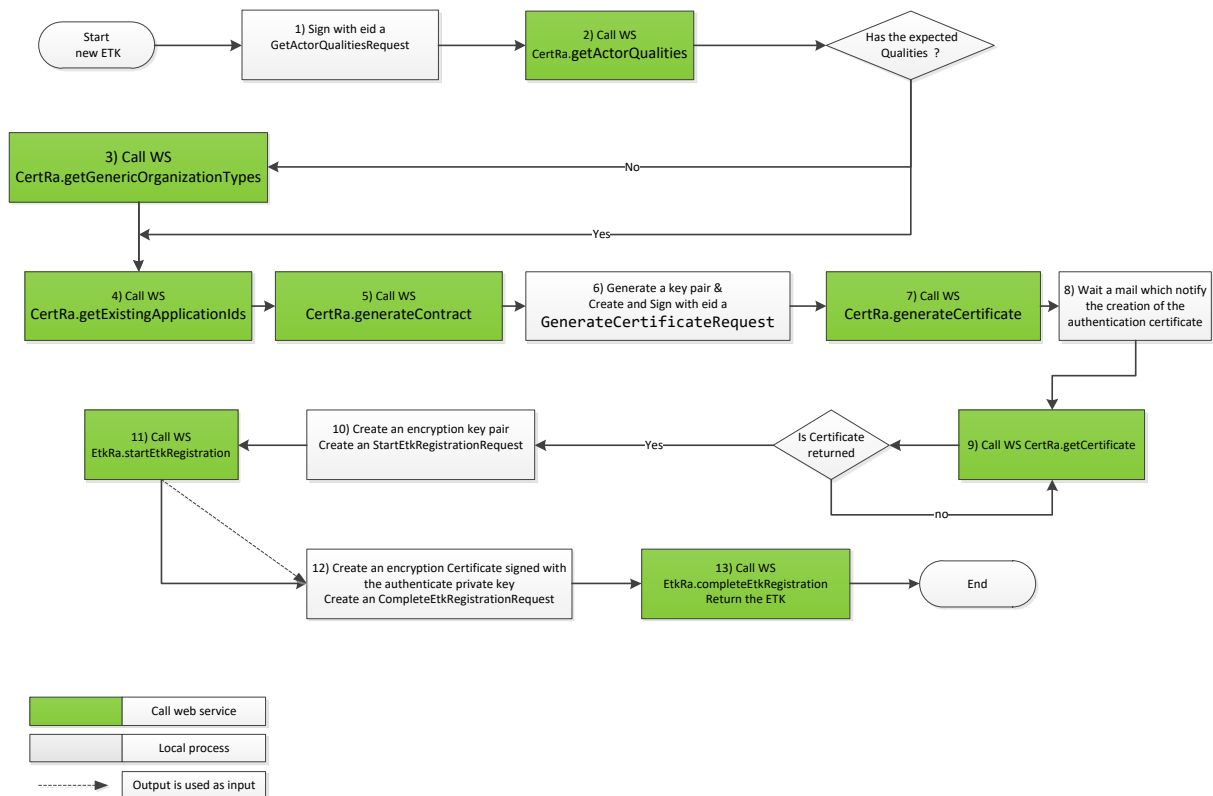 Start
new ETK
1) Sign with eid a
GetActorQualitiesRequest
2) Call WS
CertRa.getActorQualities
Has the expected
Qualities ?
3) Call WS
CertRa.getGenericOrganizationTypes
No
Yes
4) Call WS
CertRa.getExistingApplicationIds
5) Call WS
CertRa.generateContract
6) Generate a key pair &
Create and Sign with eid a
GenerateCertificateRequest
7) Call WS
CertRa.generateCertificate
8) Wait a mail which notify
the creation of the
authentication certificate
9) Call WS CertRa.getCertificate
Is Certificate
returned
no
Yes
10) Create an encryption key pair
Create an StartEtkRegistrationRequest
11) Call WS
EtkRa.startEtkRegistration
12) Create an encryption Certificate signed with
the authenticate private key
Create an CompleteEtkRegistrationRequest
13) Call WS
EtkRa.completeEtkRegistration
Return the ETK
End
Call web service
Local process
Output is used as input